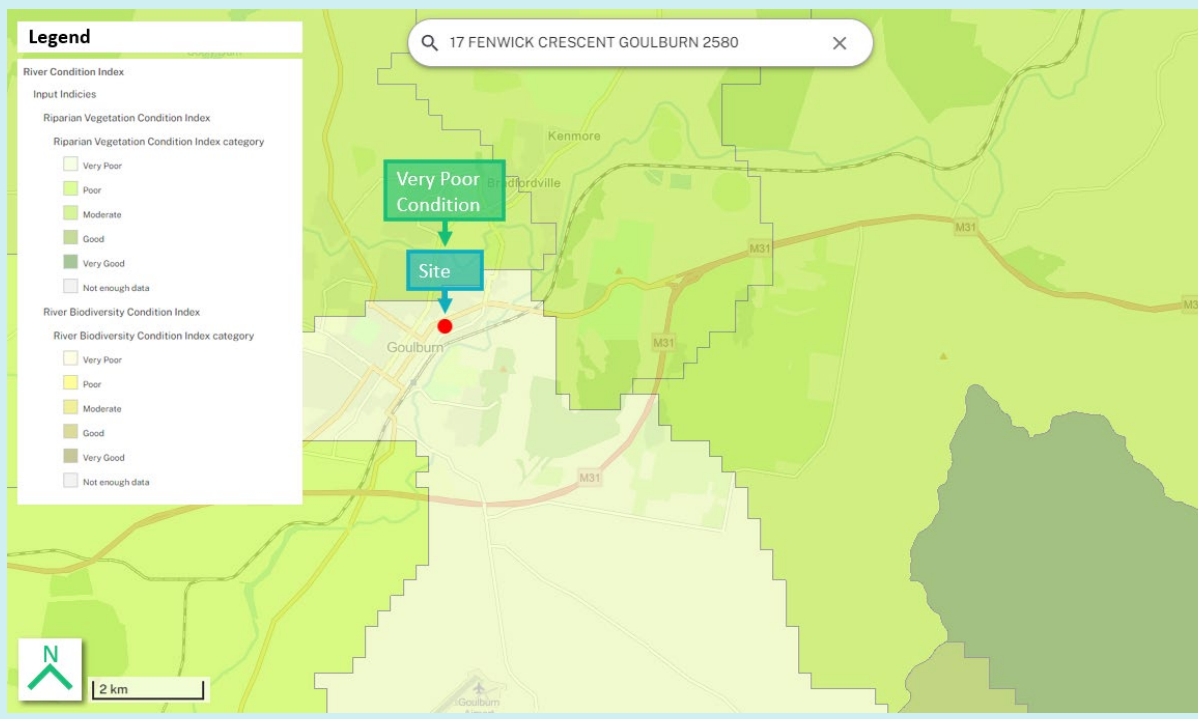 Legend
17 FENWICK CRESCENT GOULBURN 2580
River Condition Index
Input Indicies
Riparian Vegetation Condition Index
Riparian Vegetation Condition Index category
Very Poor
Poor
Moderate
Good
Very Good
Not enough data
River Biodiversity Condition Index
River Biodiversity Condition Index category
Very Poor
Poor
Moderate
Good
Very Good
Not enough data
Kenmore
Bradfordville
Very Poor
Condition
Site
Goulburn
M31
M31
M31
M31
N
2 km
Goulburn
Airport